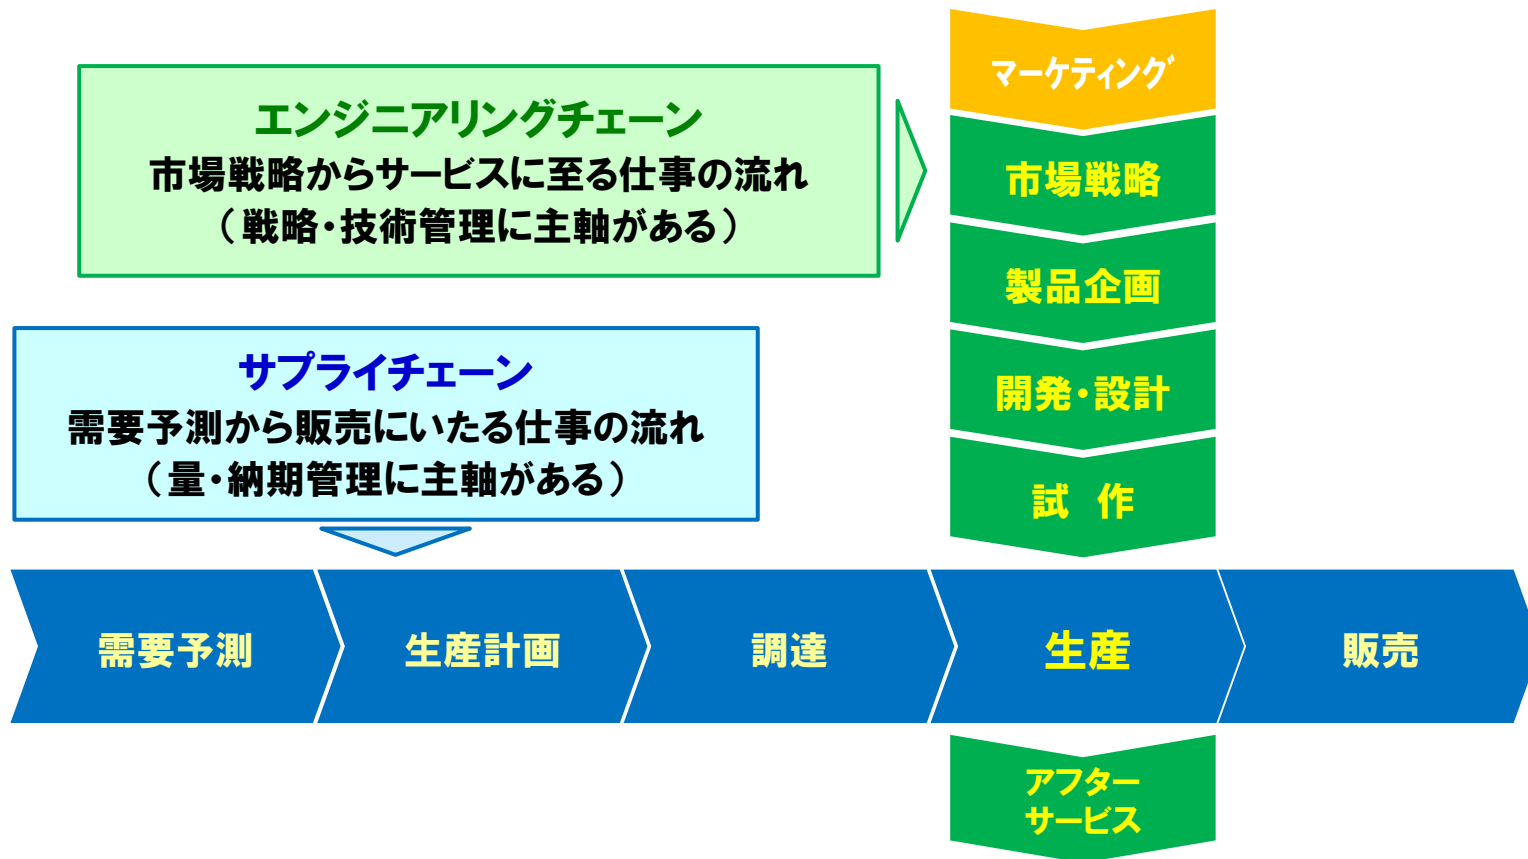 マーケティング
エンジニアリングチェーン
市場戦略からサービスに至る仕事の流れ
（戦略・技術管理に主軸がある）
市場戦略
製品企画
サプライチェーン
需要予測から販売にいたる仕事の流れ
（量・納期管理に主軸がある）
開発・設計
試　作
需要予測
生産計画
調達
生産
販売
アフター
サービス